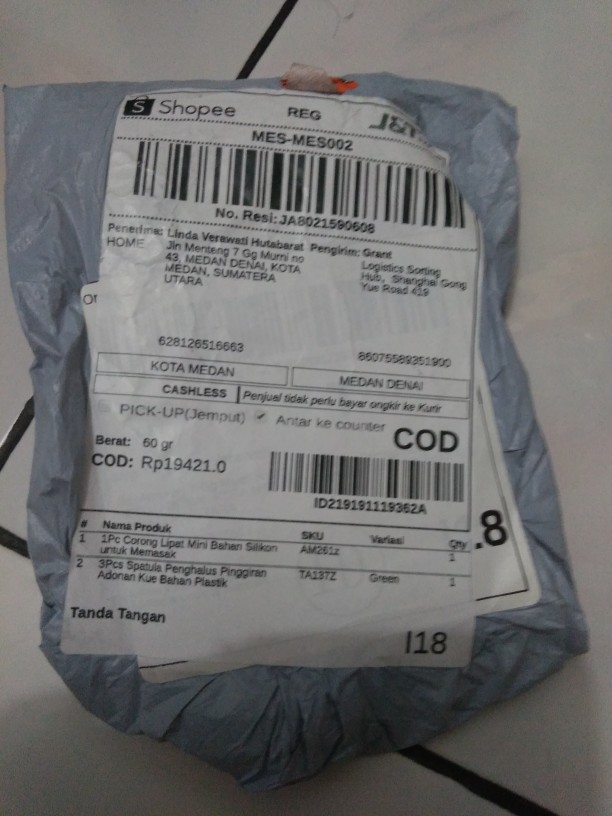 Shopee
REG
MES-MES002
No. Resi: JA8021590608
Penerima: Linda Verawati Hutabarat
HOME Jln Menteng 7 Gg Murni no
43, MEDAN DENAI, KOTA
MEDAN, SUMATERA
UTARA
Pengirim: Grant
Logistics Sorting
Hub, Shanghai Gong
Yue Road 419
628126516663
86075589351900
KOTA MEDAN
MEDAN DENAI
CASHLESS Penjual tidak perlu bayar ongkir ke Kurir
PICK-UP(Jemput) ✔ Antar ke counter
COD
Berat: 60 gr
COD: Rp19421.0
ID219191119362A
.8
# Nama Produk SKU Variasi Qty
1 1Pc Corong Lipat Mini Bahan Silikon AM261z 1
untuk Memasak
2 3Pcs Spatula Penghalus Pinggiran TA137Z Green 1
Adonan Kue Bahan Plastik
Tanda Tangan
I18